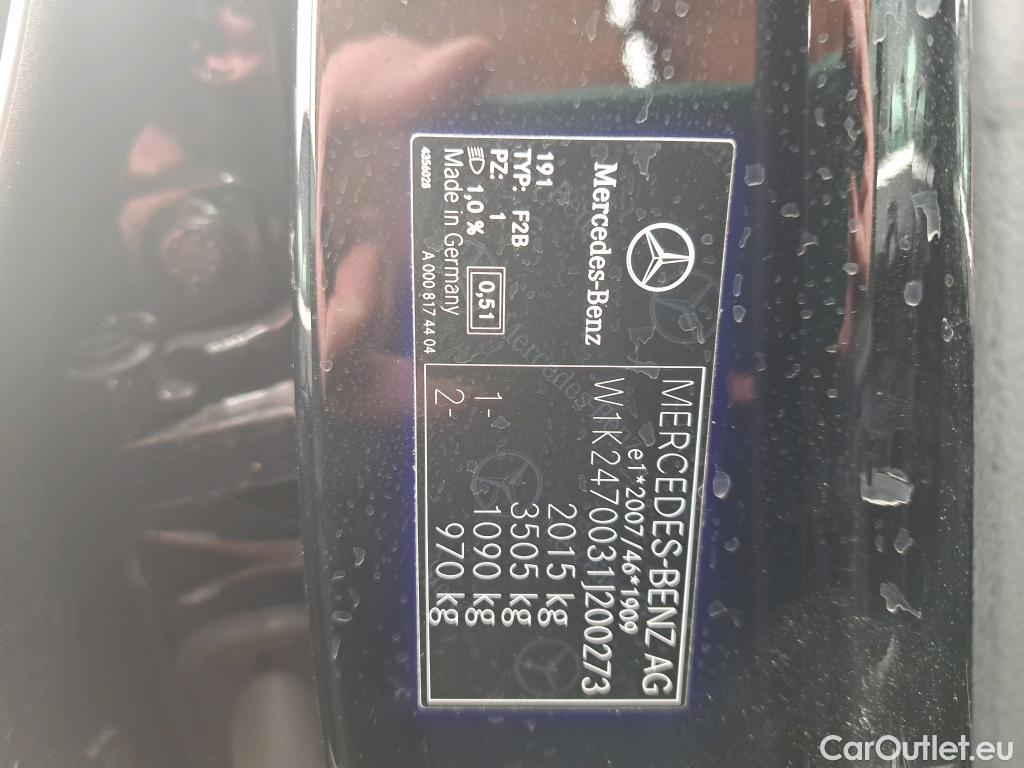 MERCEDES-BENZ AG
e1*2007/46*1909
W1K2470031J200273
2015 kg
3505 kg
1- 1090 kg
2- 970 kg
Mercedes-Benz
191
TYP: F2B
PZ: 1
1,0 %
0,51
Made in Germany
4356028
A 000 817 44 04
CarOutlet.eu